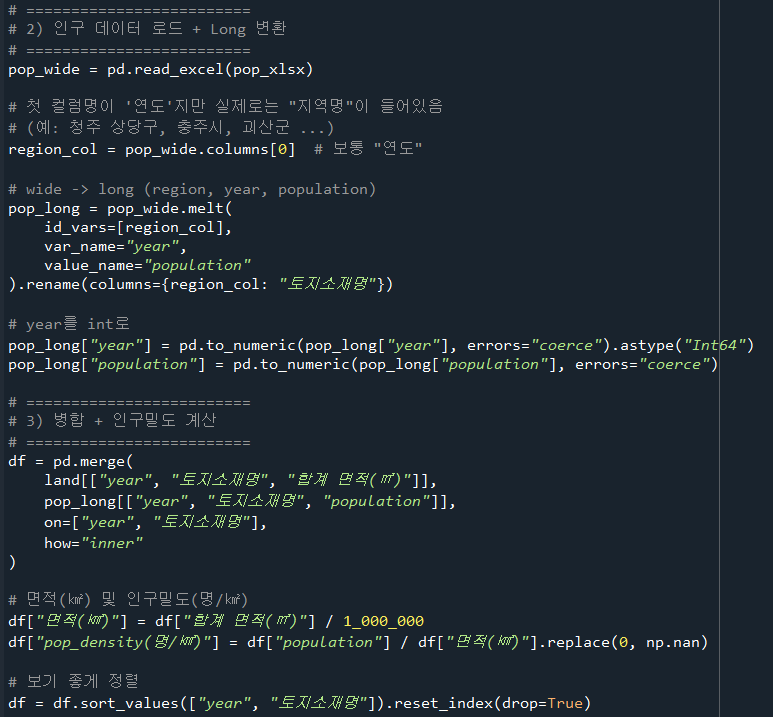 # =========================
# 2) 인구 데이터 로드 + Long 변환
# =========================
pop_wide = pd.read_excel(pop_xlsx)
# 첫 컬럼명이 '연도'지만 실제로는 "지역명"이 들어있음
# (예: 청주 상당구, 충주시, 괴산군 ...)
region_col = pop_wide.columns[0]  # 보통 "연도"
# wide -> long (region, year, population)
pop_long = pop_wide.melt(
    id_vars=[region_col],
    var_name="year",
    value_name="population"
).rename(columns={region_col: "토지소재명"})
# year를 int로
pop_long["year"] = pd.to_numeric(pop_long["year"], errors="coerce").astype("Int64")
pop_long["population"] = pd.to_numeric(pop_long["population"], errors="coerce")
# =========================
# 3) 병합 + 인구밀도 계산
# =========================
df = pd.merge(
    land[["year", "토지소재명", "합계 면적(㎡)"]],
    pop_long[["year", "토지소재명", "population"]],
    on=["year", "토지소재명"],
    how="inner"
)
# 면적(㎢) 및 인구밀도(명/㎢)
df["면적(㎢)"] = df["합계 면적(㎡)"] / 1_000_000
df["pop_density(명/㎢)"] = df["population"] / df["면적(㎢)"].replace(0, np.nan)
# 보기 좋게 정렬
df = df.sort_values(["year", "토지소재명"]).reset_index(drop=True)